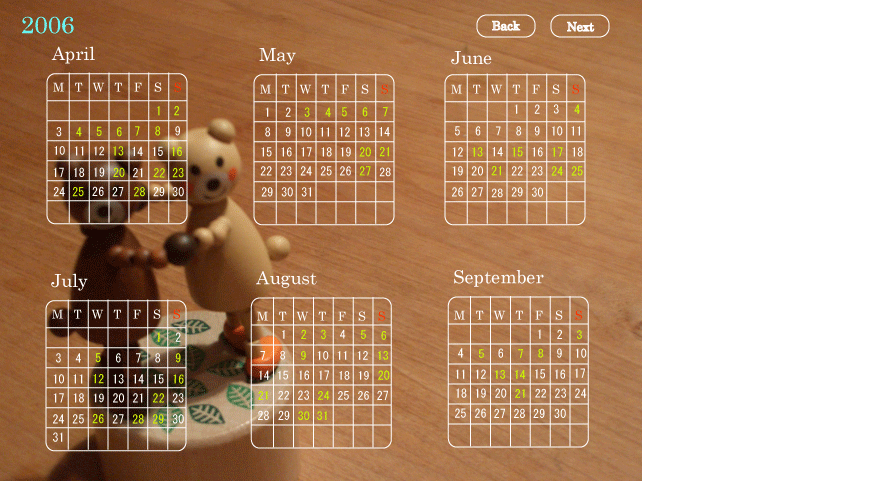 2006
Back
Next
April
M T W T F S S
1 2
3 4 5 6 7 8 9
10 11 12 13 14 15 16
17 18 19 20 21 22 23
24 25 26 27 28 29 30
May
M T W T F S S
1 2 3 4 5 6 7
8 9 10 11 12 13 14
15 16 17 18 19 20 21
22 23 24 25 26 27 28
29 30 31
June
M T W T F S S
1 2 3 4
5 6 7 8 9 10 11
12 13 14 15 16 17 18
19 20 21 22 23 24 25
26 27 28 29 30
July
M T W T F S S
1 2
3 4 5 6 7 8 9
10 11 12 13 14 15 16
17 18 19 20 21 22 23
24 25 26 27 28 29 30
31
August
M T W T F S S
1 2 3 4 5 6
7 8 9 10 11 12 13
14 15 16 17 18 19 20
21 22 23 24 25 26 27
28 29 30 31
September
M T W T F S S
1 2 3
4 5 6 7 8 9 10
11 12 13 14 15 16 17
18 19 20 21 22 23 24
25 26 27 28 29 30